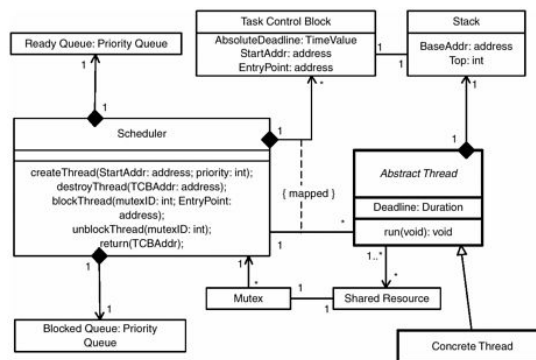 Task Control Block
Stack
Ready Queue: Priority Queue
AbsoluteDeadline: TimeValue
StartAddr: address
EntryPoint: address
1
1
BaseAddr: address
Top: int
1
1
1
*
1
Scheduler
1
1
createThread(StartAddr: address; priority: int);
destroyThread(TCBAddr: address);
blockThread(mutexID: int; EntryPoint:
address);
unblockThread(mutexID: int);
return(TCBAddr);
{ mapped }
Abstract Thread
Deadline: Duration
run(void): void
1
*
1
1
1..*
*
*
Mutex
1
1
Shared Resource
1
Blocked Queue: Priority
Queue
Concrete Thread